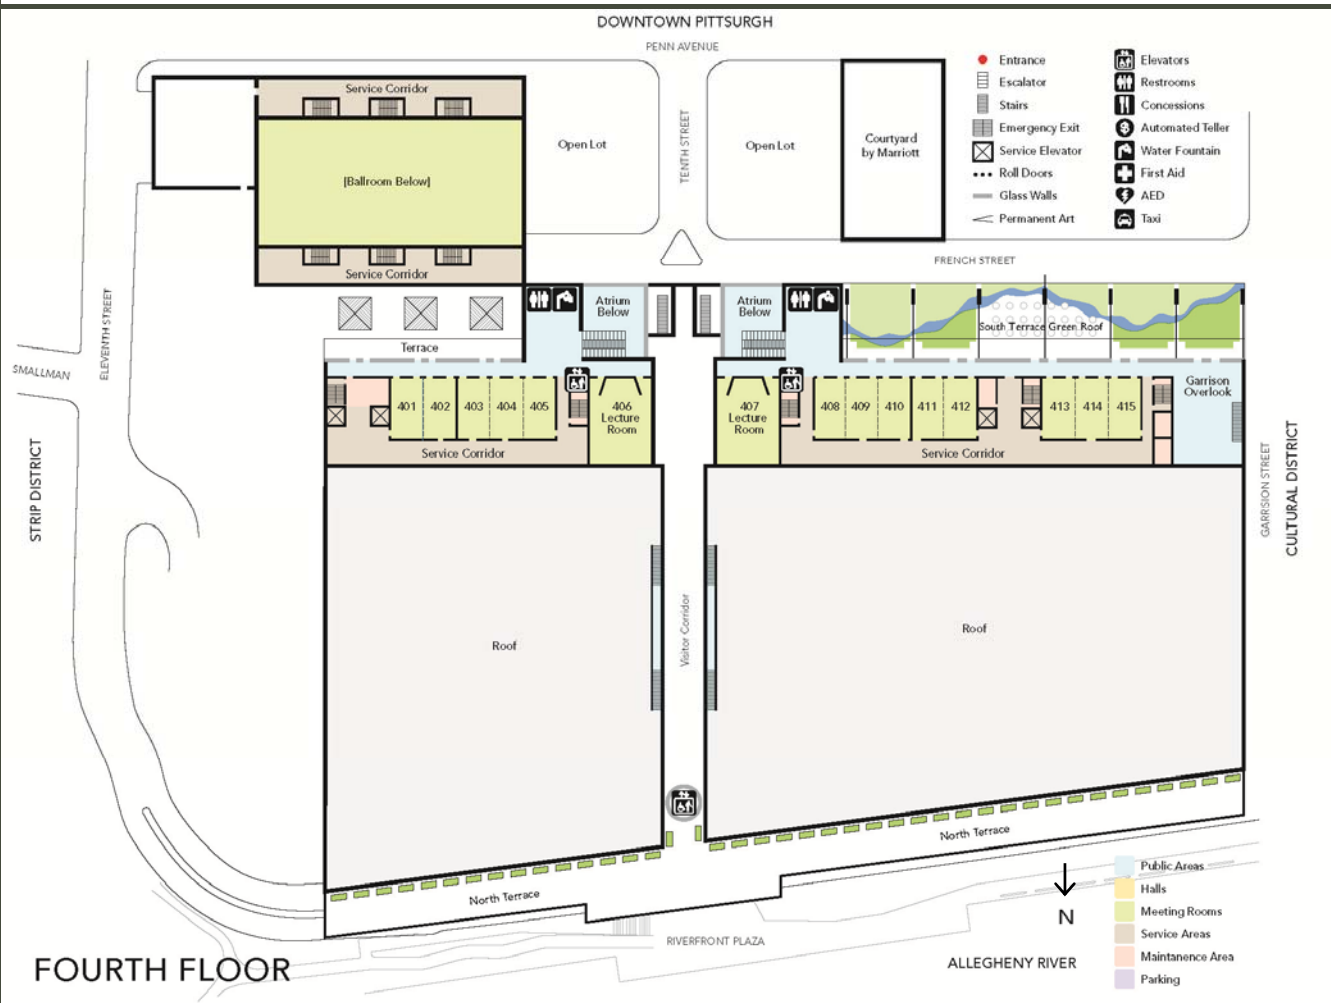 DOWNTOWN PITTSURGH
PENN AVENUE
Entrance
Escalator
Stairs
Emergency Exit
Service Elevator
Roll Doors
Glass Walls
Permanent Art
Elevators
Restrooms
Concessions
Automated Teller
Water Fountain
First Aid
AED
Taxi
Service Corridor
[Ballroom Below]
Service Corridor
Open Lot
TENTH STREET
Open Lot
Courtyard
by Marriott
FRENCH STREET
ELEVENTH STREET
SMALLMAN
Terrace
Atrium
Below
Atrium
Below
South Terrace Green Roof
Garrison
Overlook
401
402
403
404
405
406
Lecture
Room
407
Lecture
Room
408
409
410
411
412
413
414
415
Service Corridor
Service Corridor
STRIP DISTRICT
GARRSION STREET
CULTURAL DISTRICT
Roof
Visitor Corridor
Roof
North Terrace
North Terrace
RIVERFRONT PLAZA
N
ALLEGHENY RIVER
Public Areas
Halls
Meeting Rooms
Service Areas
Maintanence Area
Parking
FOURTH FLOOR